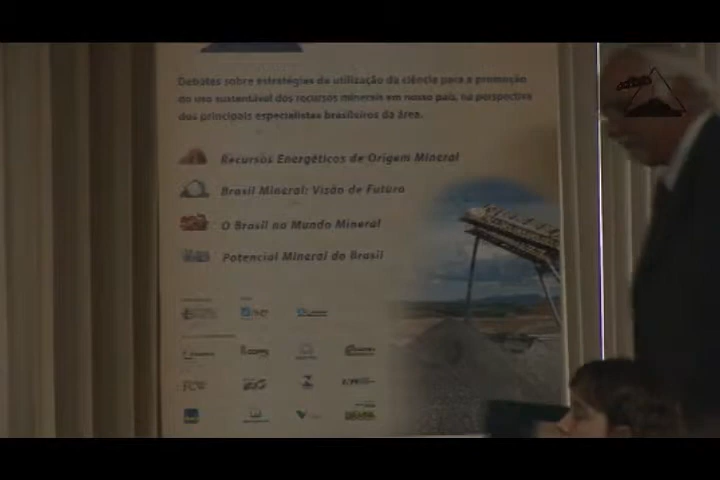 Debates sobre estratégias de utilização da ciência para a promoção
do uso sustentável dos recursos minerais em nosso país, na perspectiva
dos principais especialistas brasileiros da área.
Recursos Energéticos de Origem Mineral
Brasil Mineral: Visão de Futuro
O Brasil no Mundo Mineral
Potencial Mineral do Brasil